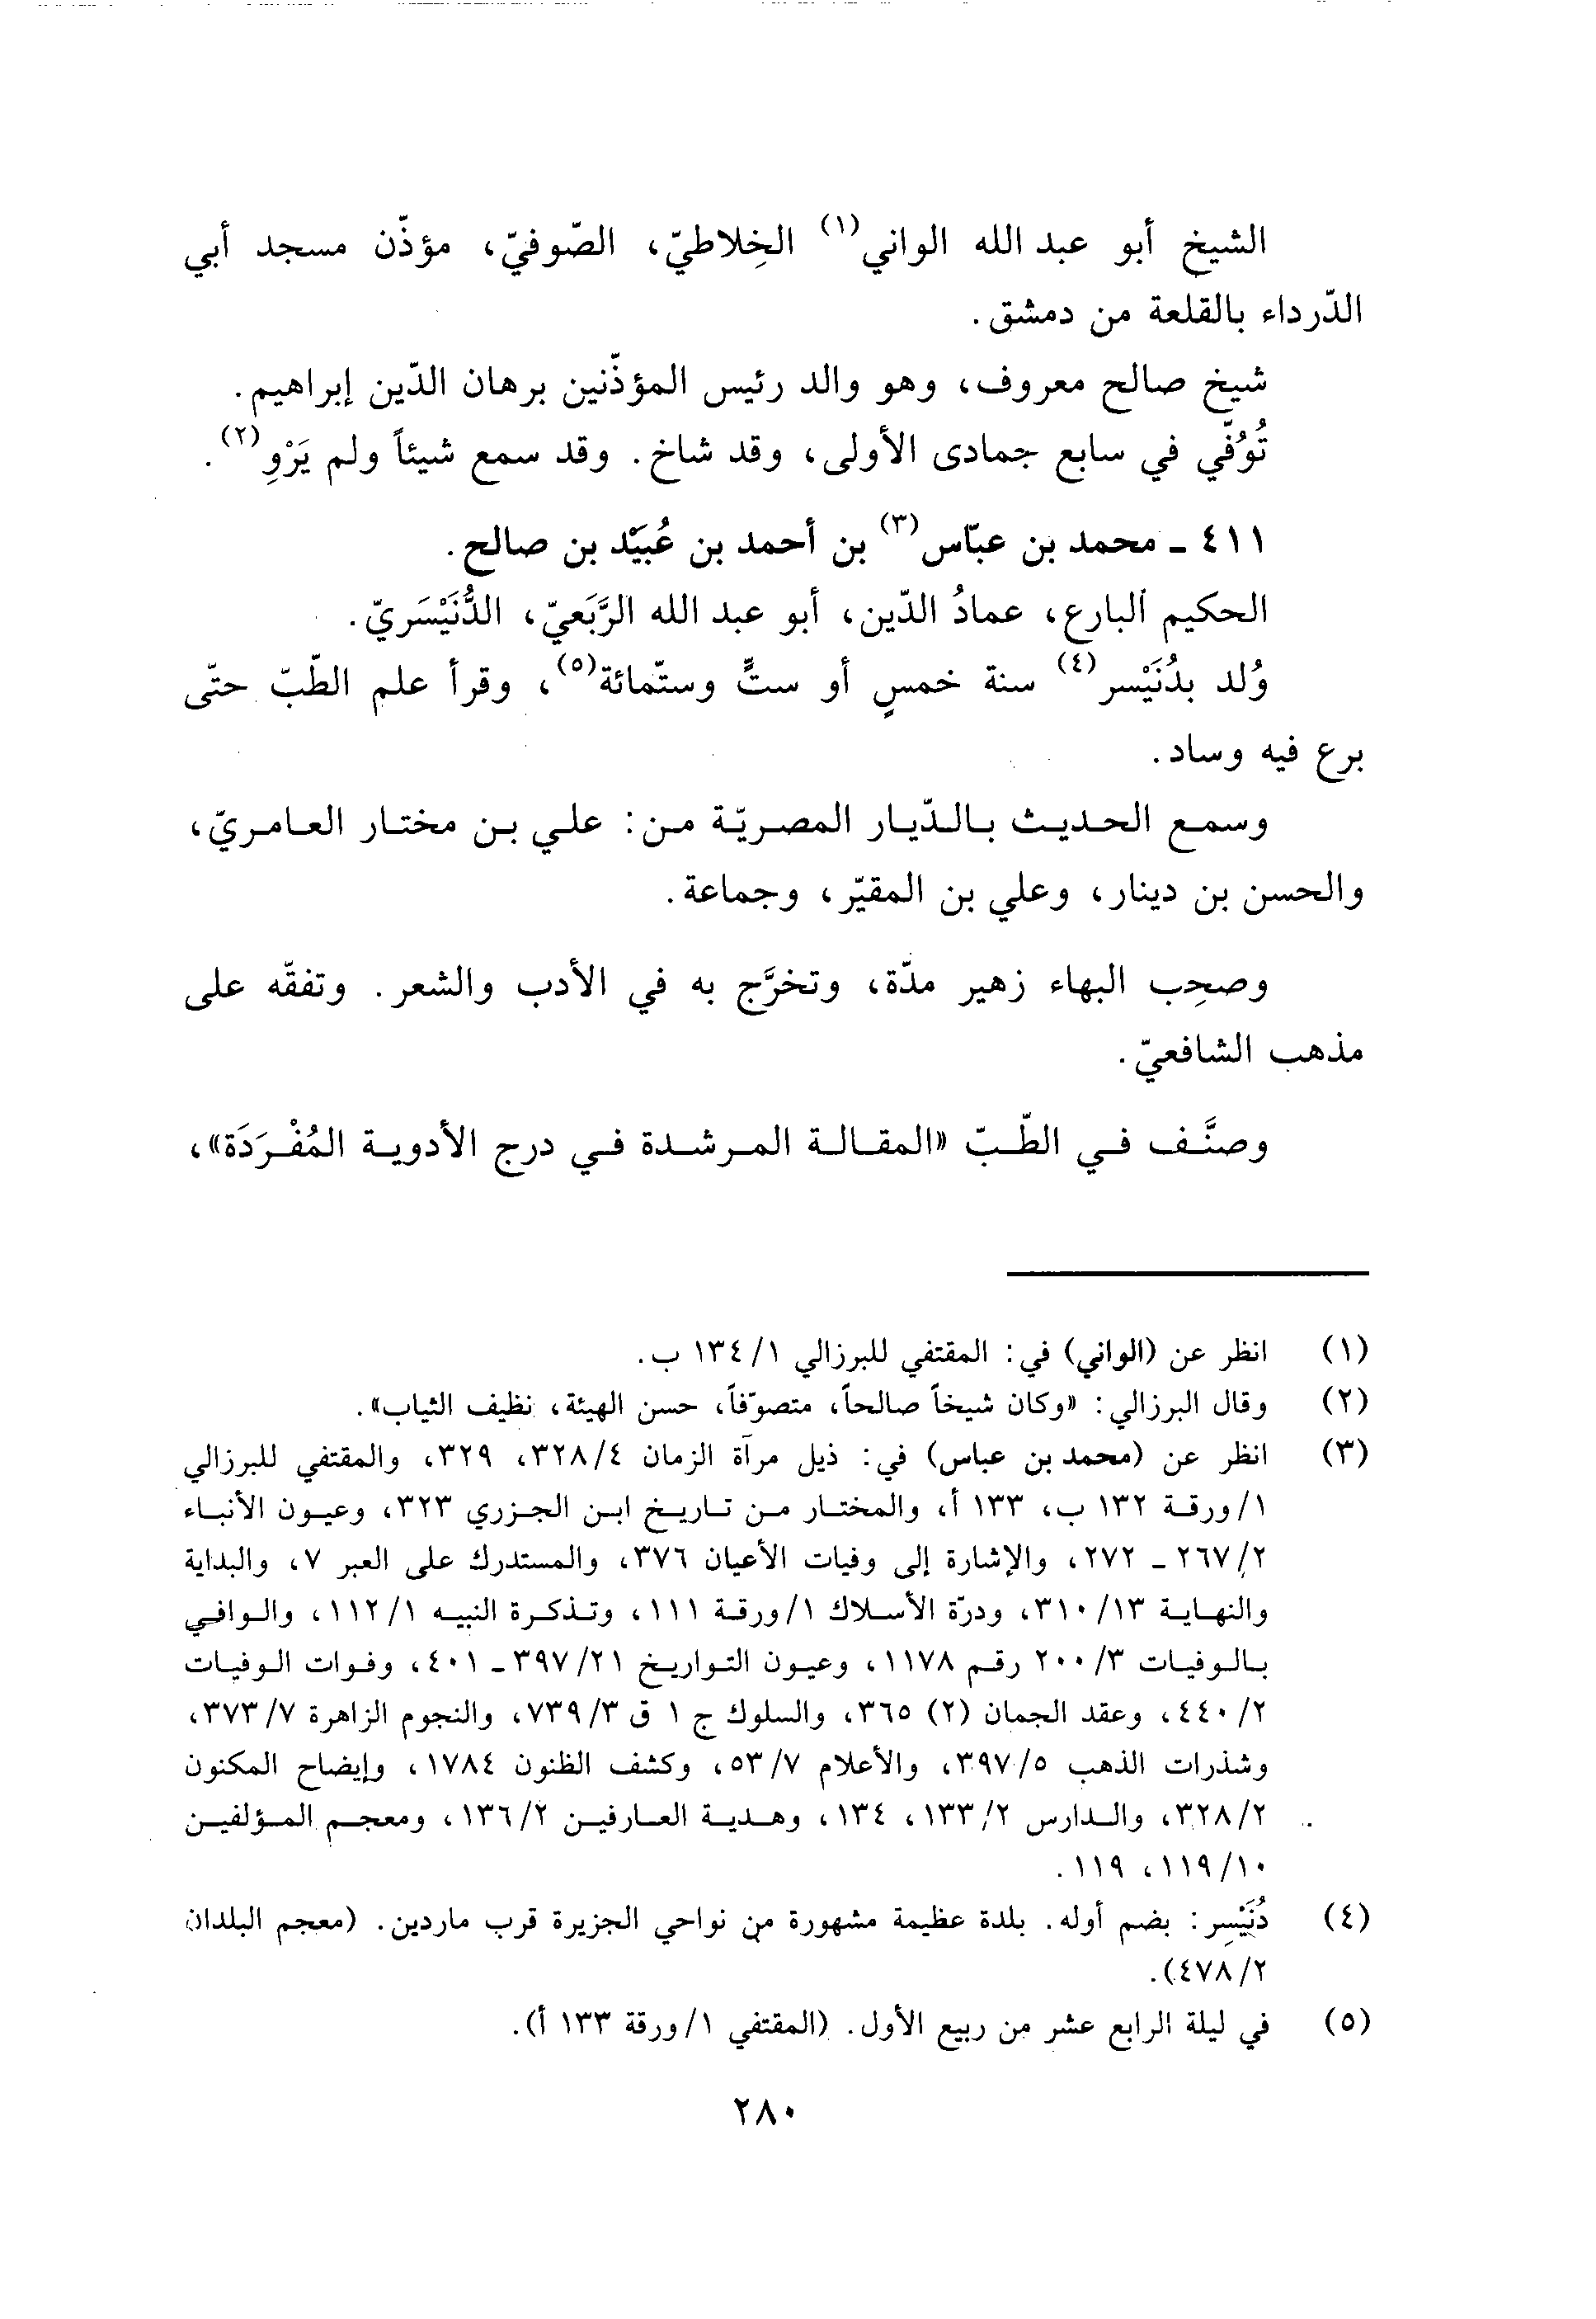 الشيخ أبو عبد الله الواني(١) الخِلاطيّ، الصّوفيّ، مؤذّن مسجد أبي
الدّرداء بالقلعة من دمشق.
شيخ صالح معروف، وهو والد رئيس المؤذّنين برهان الدّين إبراهيم.
تُوُفّي في سابع جمادى الأولى، وقد شاخ. وقد سمع شيئاً ولم يَرْوِ(٢).
٤١١ ـ محمد بن عبّاس(٣) بن أحمد بن عُبَيْد بن صالح.
الحكيم ألبارع، عمادُ الدّين، أبو عبد الله الرَّبَعيّ، الدُّنَيْسَريّ.
وُلد بدُنَيْسر(٤) سنة خمسٍ أو ستٍّ وستّمائة(٥)، وقرأ علم الطّبّ حتّى
برع فيه وساد.
وسمع الحديث بالدّيار المصريّة من: علي بن مختار العامريّ،
والحسن بن دينار، وعلي بن المقيّر، وجماعة.
وصحِب البهاء زهير مدّة، وتخرَّج به في الأدب والشعر. وتفقّه على
مذهب الشافعيّ.
وصنَّف في الطّبّ «المقالة المرشدة في درج الأدوية المُفْرَدَة»،
(١) انظر عن (الواني) في: المقتفي للبرزالي ١/ ١٣٤ ب.
(٢) وقال البرزالي: «وكان شيخاً صالحاً، متصوّفاً، حسن الهيئة، نظيف الثياب».
(٣) انظر عن (محمد بن عباس) في: ذيل مرآة الزمان ٤/ ٣٢٨، ٣٢٩، والمقتفي للبرزالي
١/ ورقة ١٣٢ ب، ١٣٣ أ، والمختار من تاريخ ابن الجزري ٣٢٣، وعيون الأنباء
٢/ ٢٦٧ ـ ٢٧٢، والإشارة إلى وفيات الأعيان ٣٧٦، والمستدرك على العبر ٧، والبداية
والنهاية ١٣/ ٣١٠، ودرّة الأسلاك ١/ ورقة ١١١، وتذكرة النبيه ١/ ١١٢، والوافي
بالوفيات ٣/ ٢٠٠ رقم ١١٧٨، وعيون التواريخ ٢١/ ٣٩٧ ـ ٤٠١، وفوات الوفيات
٢/ ٤٤٠، وعقد الجمان (٢) ٣٦٥، والسلوك ج ١ ق ٣/ ٧٣٩، والنجوم الزاهرة ٧/ ٣٧٣،
وشذرات الذهب ٥/ ٣٩٧، والأعلام ٧/ ٥٣، وكشف الظنون ١٧٨٤، وإيضاح المكنون
٢/ ٣٢٨، والدارس ٢/ ١٣٣، ١٣٤، وهدية العارفين ٢/ ١٣٦، ومعجم المؤلفين
١٠/ ١١٩، ١١٩.
(٤) دُنَيْسِر: بضم أوله. بلدة عظيمة مشهورة من نواحي الجزيرة قرب ماردين. (معجم البلدان
٢/ ٤٧٨).
(٥) في ليلة الرابع عشر من ربيع الأول. (المقتفي ١/ ورقة ١٣٣ أ).
٢٨٠